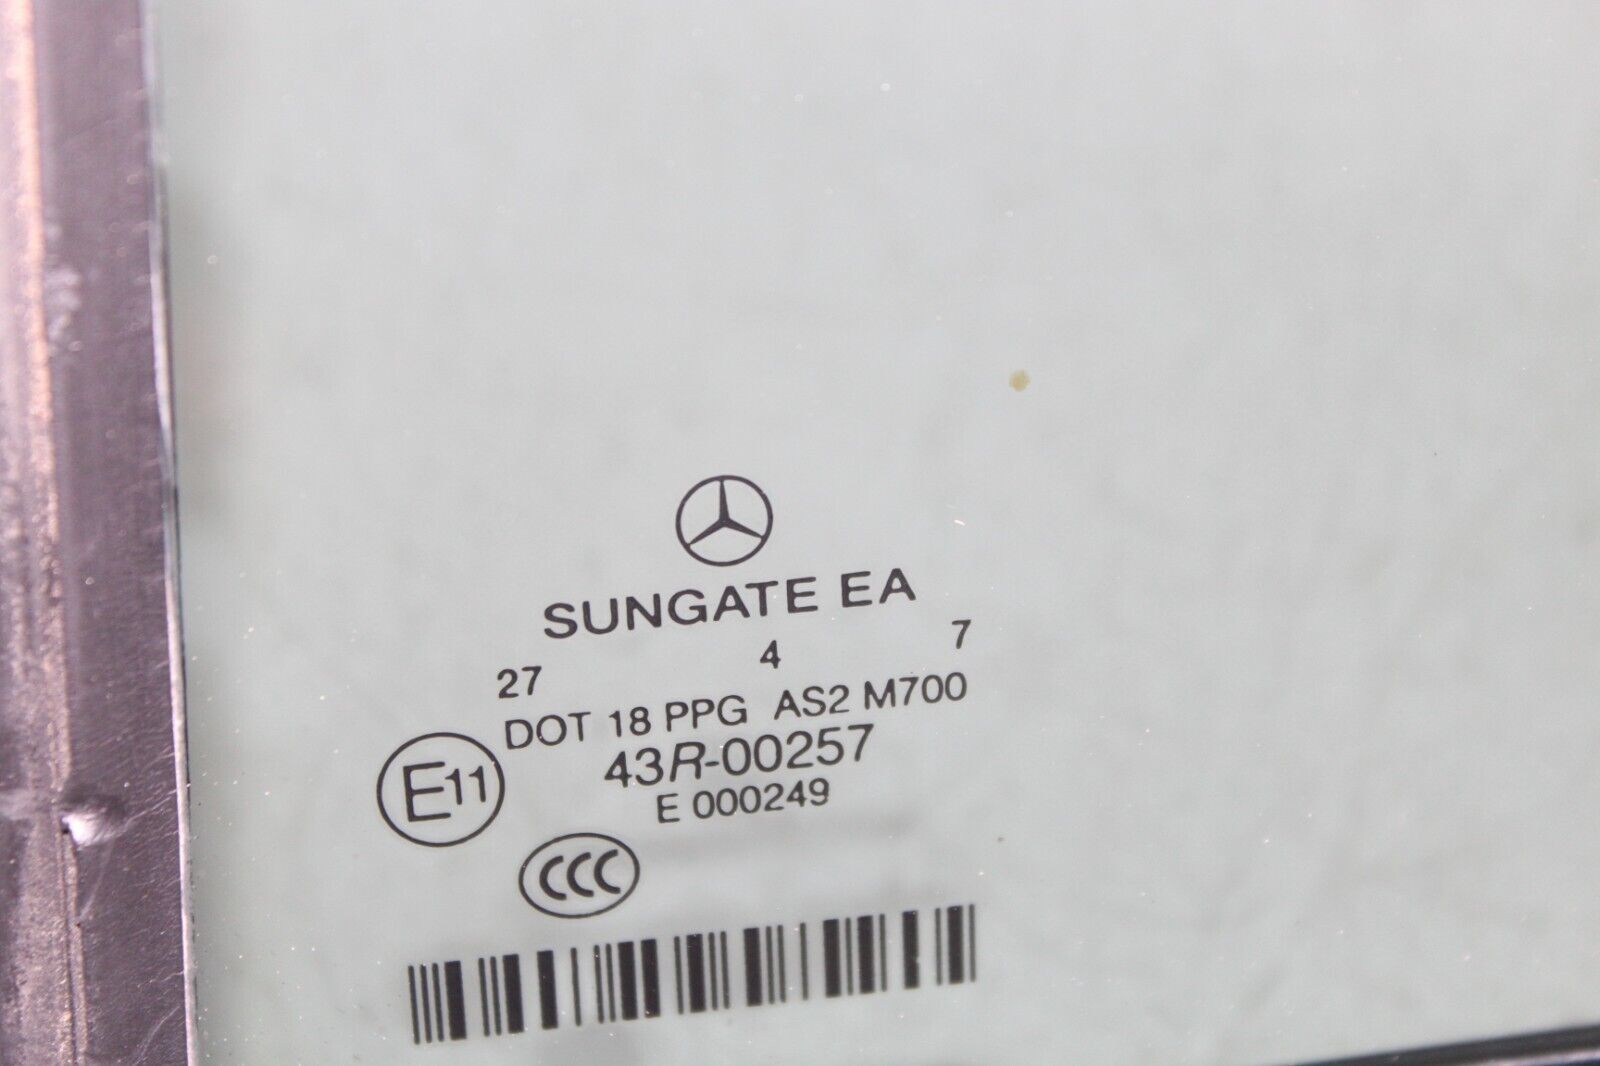 SUNGATE EA
27 4 7
DOT 18 PPG AS2 M700
43R-00257
E 000249
E11
CCC